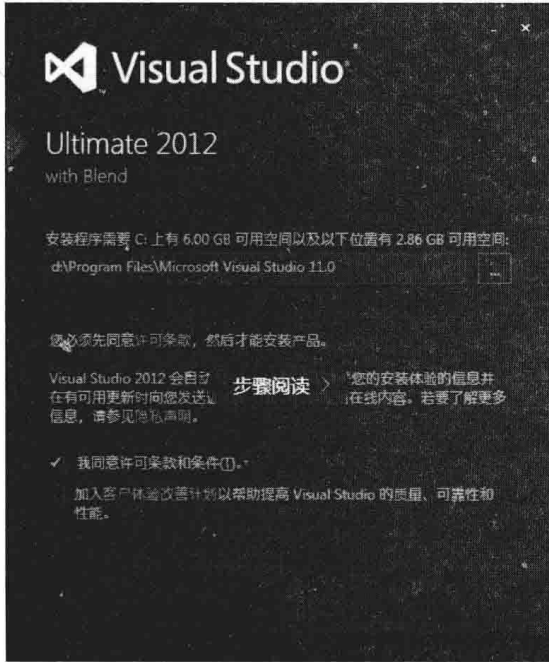 Visual Studio
Ultimate 2012
with Blend
安装程序需要 C: 上有 6.00 GB 可用空间以及以下位置有 2.86 GB 可用空间:
d:\Program Files\Microsoft Visual Studio 11.0
...
您必须先同意许可条款，然后才能安装产品。
Visual Studio 2012 会自 步骤阅读 > 您的安装体验的信息并
在有可用更新时向您发送 在线内容。若要了解更多
信息，请参见隐私声明。
✓ 我同意许可条款和条件(T)。
加入客户体验改善计划以帮助提高 Visual Studio 的质量、可靠性和
性能。